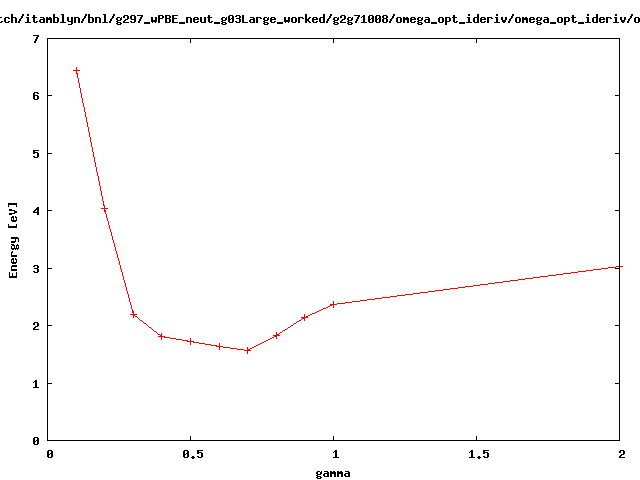 tch/itamblyn/bnl/g297_wPBE_neut_g03Large_worked/g2g71008/omega_opt_ideriv/omega_opt_ideriv/o
7
6
5
4
3
2
1
0
Energy [eV]
0 0.5 1 1.5 2
gamma